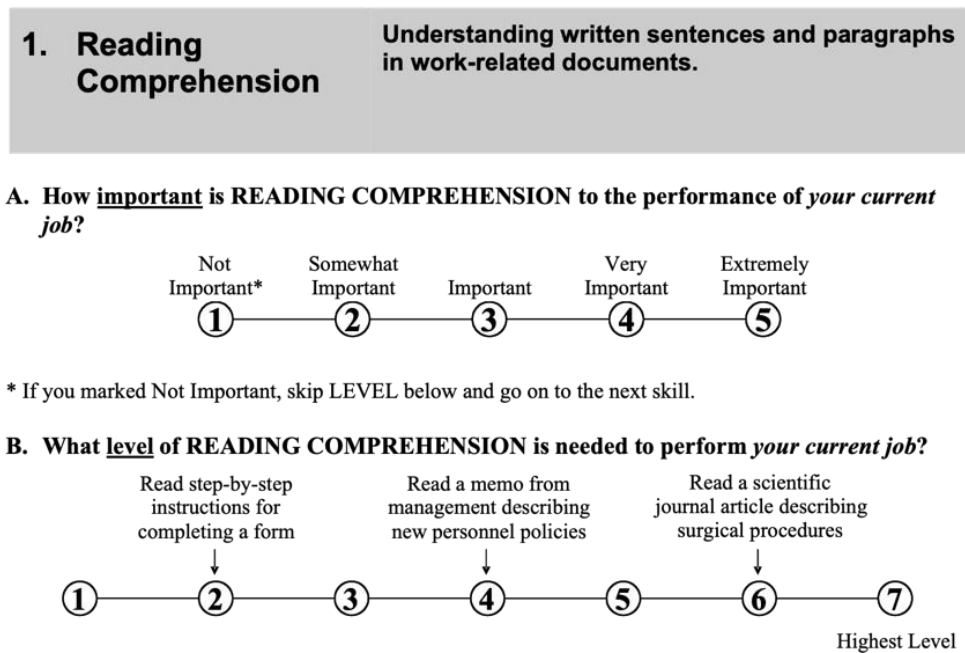 1. Reading
Comprehension
Understanding written sentences and paragraphs
in work-related documents.
A. How important is READING COMPREHENSION to the performance of your current
job?
Not
Important*
Somewhat
Important
Important
Very
Important
Extremely
Important
1 2 3 4 5
* If you marked Not Important, skip LEVEL below and go on to the next skill.
B. What level of READING COMPREHENSION is needed to perform your current job?
Read step-by-step
instructions for
completing a form
Read a memo from
management describing
new personnel policies
Read a scientific
journal article describing
surgical procedures
1 2 3 4 5 6 7
Highest Level